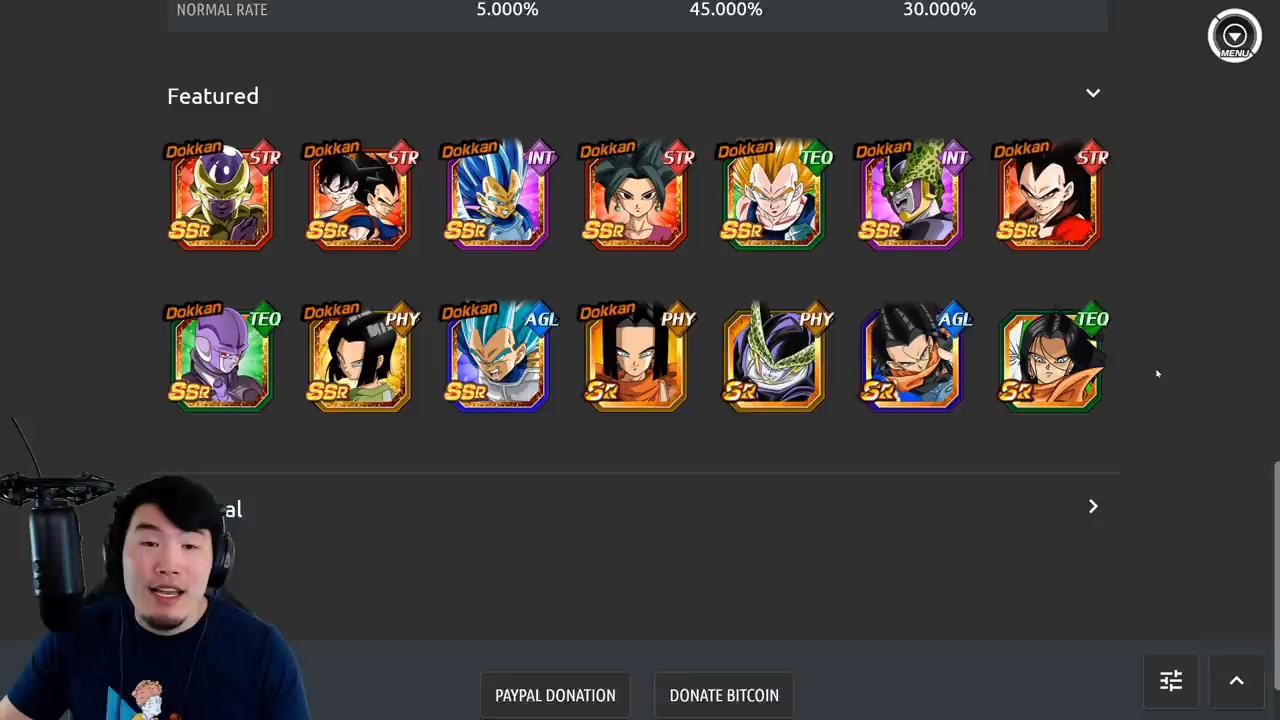 NORMAL RATE 5.000% 45.000% 30.000%
MENU
Featured
Dokkan STR SSR Dokkan STR SSR Dokkan INT SSR Dokkan STR SSR Dokkan TEQ SSR Dokkan INT SSR Dokkan STR SSR
Dokkan TEQ SSR Dokkan PHY SSR Dokkan AGL SSR Dokkan PHY SR PHY SR AGL SR TEQ SR
al
PAYPAL DONATION DONATE BITCOIN